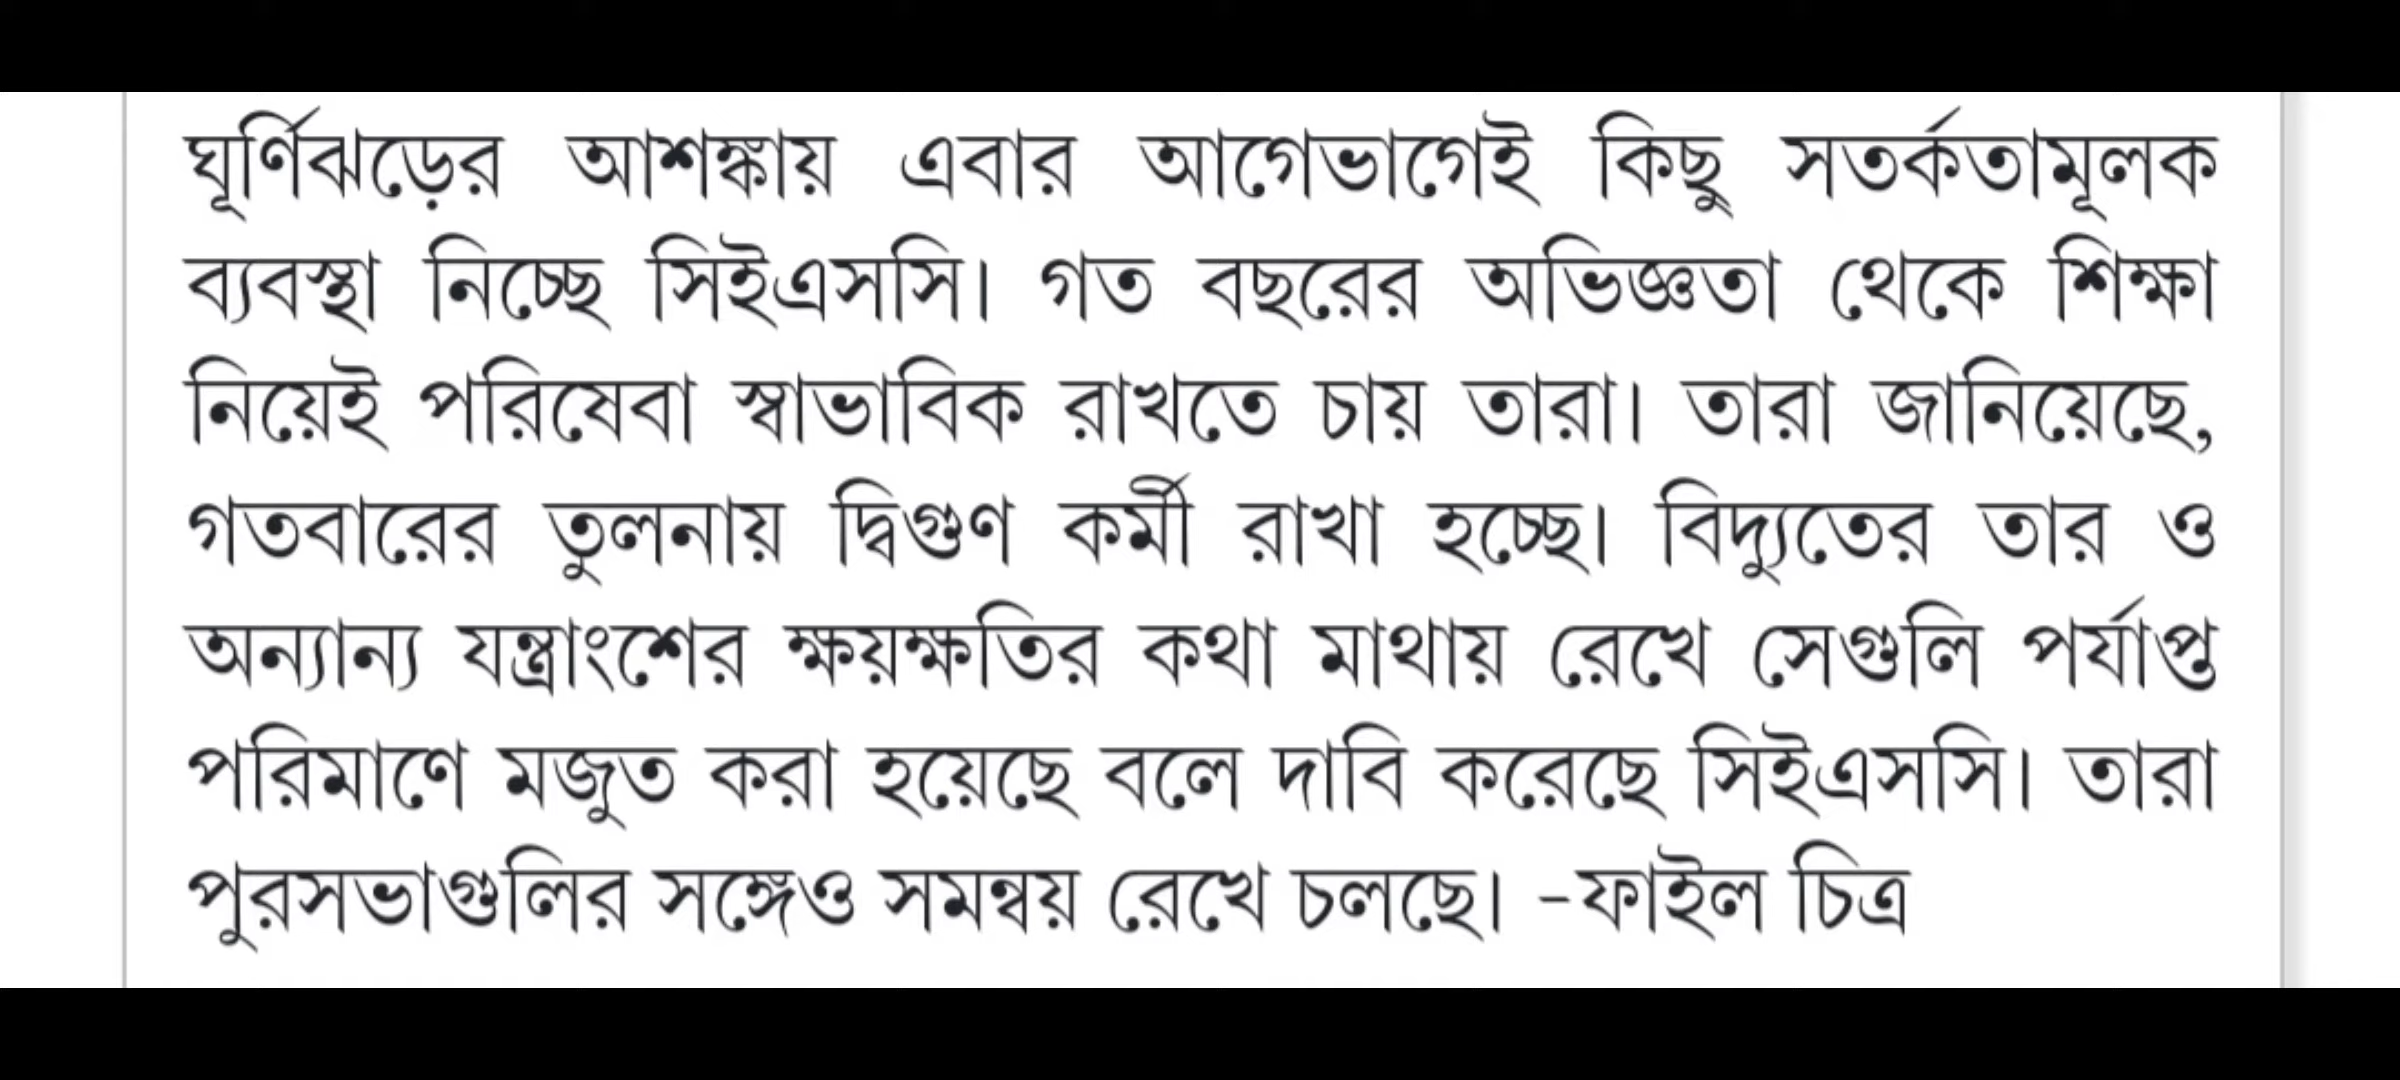 ঘূর্ণিঝড়ের আশঙ্কায় এবার আগেভাগেই কিছু সতর্কতামূলক
ব্যবস্থা নিচ্ছে সিইএসসি। গত বছরের অভিজ্ঞতা থেকে শিক্ষা
নিয়েই পরিষেবা স্বাভাবিক রাখতে চায় তারা। তারা জানিয়েছে,
গতবারের তুলনায় দ্বিগুণ কর্মী রাখা হচ্ছে। বিদ্যুতের তার ও
অন্যান্য যন্ত্রাংশের ক্ষয়ক্ষতির কথা মাথায় রেখে সেগুলি পর্যাপ্ত
পরিমাণে মজুত করা হয়েছে বলে দাবি করেছে সিইএসসি। তারা
পুরসভাগুলির সঙ্গেও সমন্বয় রেখে চলছে। -ফাইল চিত্র